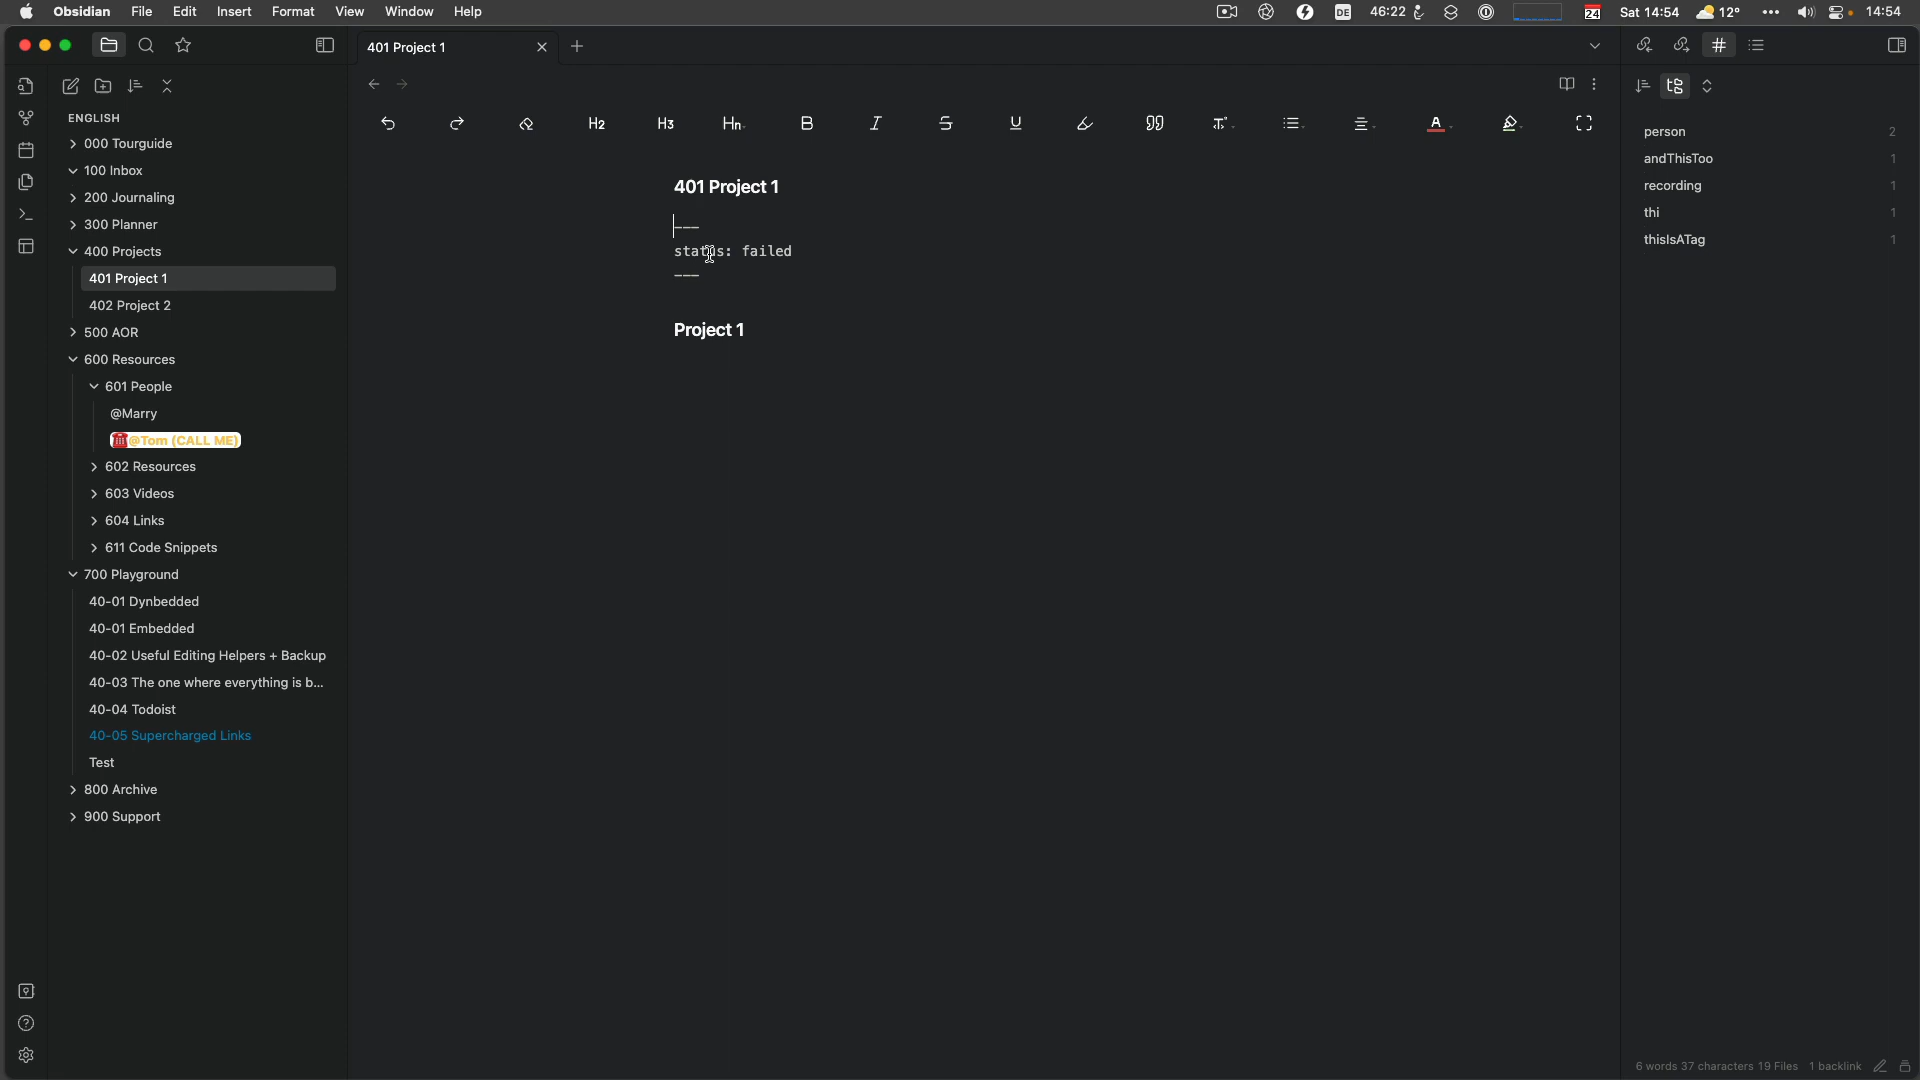 Obsidian File Edit Insert Format View Window Help DE 46:22 24 Sat 14:54 12° 14:54
401 Project 1
H2 H3 Hn B I S U A
ENGLISH
000 Tourguide
100 Inbox
200 Journaling
300 Planner
400 Projects
401 Project 1
402 Project 2
500 AOR
600 Resources
601 People
@Marry
☎️@Tom (CALL ME)
602 Resources
603 Videos
604 Links
611 Code Snippets
700 Playground
40-01 Dynbedded
40-01 Embedded
40-02 Useful Editing Helpers + Backup
40-03 The one where everything is b...
40-04 Todoist
40-05 Supercharged Links
Test
800 Archive
900 Support
401 Project 1
---
status: failed
---
Project 1
person 2
andThisToo 1
recording 1
thi 1
thisIsATag 1
6 words 37 characters 19 Files 1 backlink